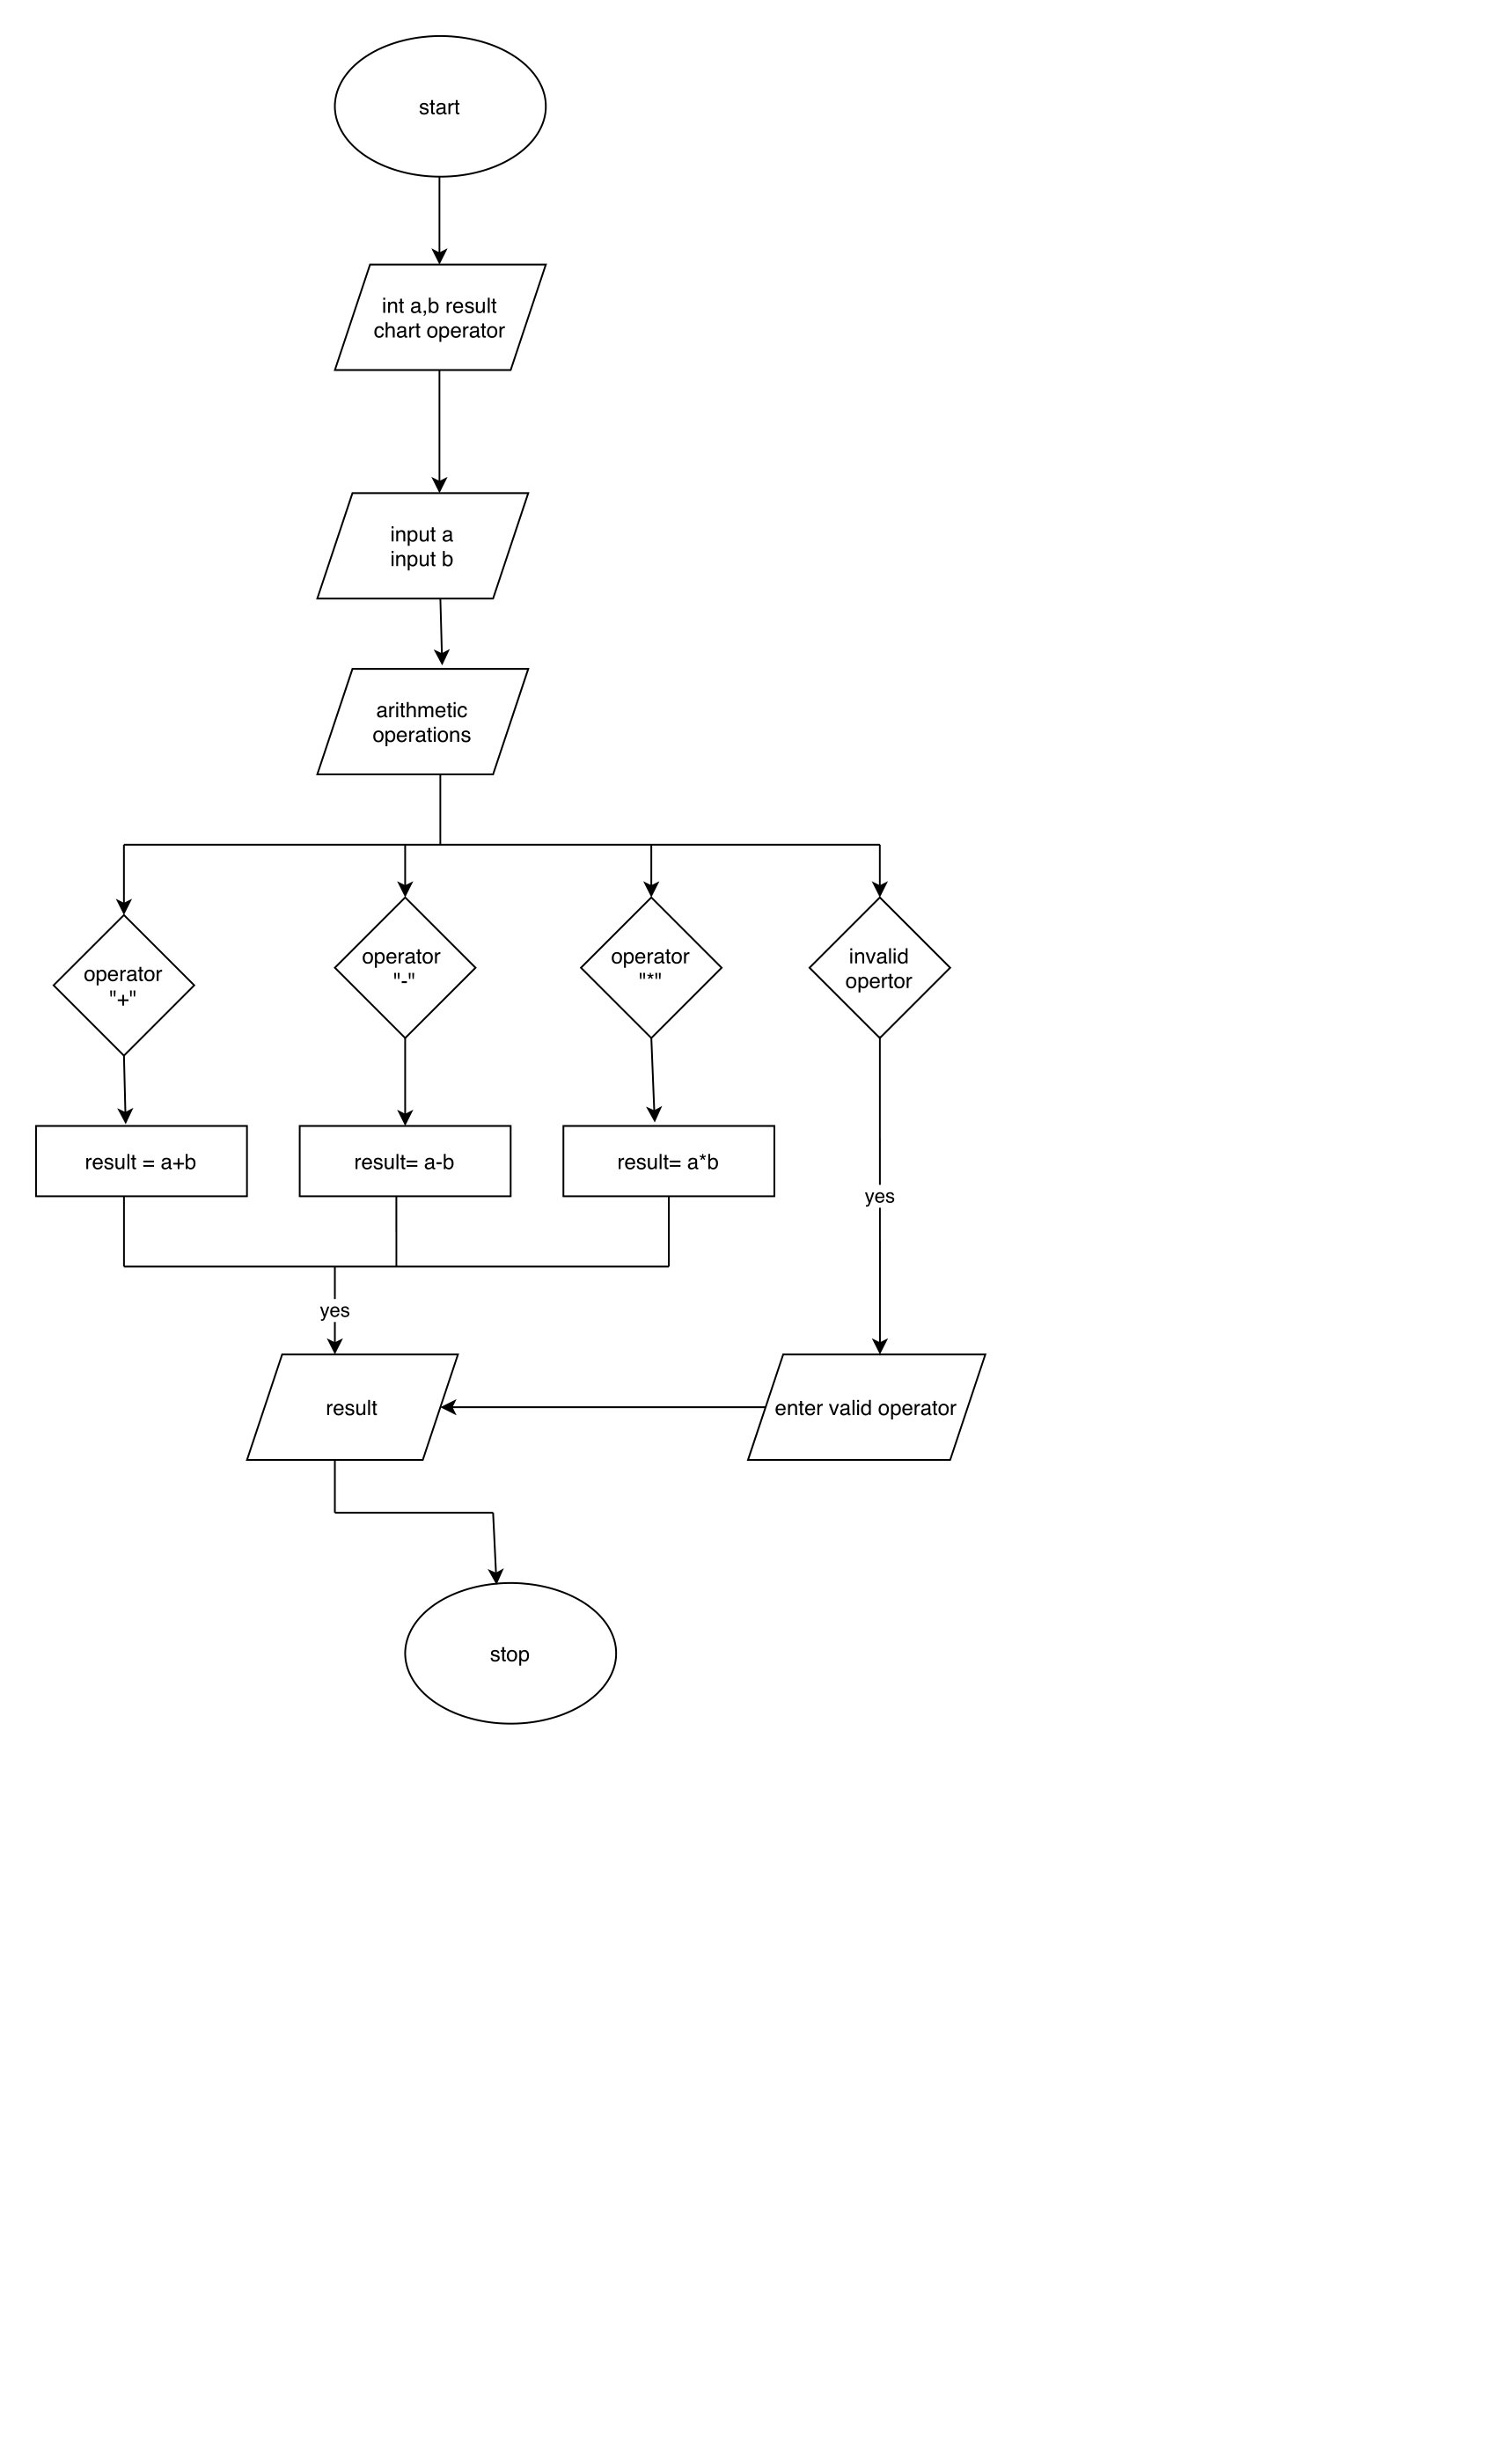 start
int a,b result
chart operator
input a
input b
arithmetic
operations
operator
"+"
operator
"-"
operator
"*"
invalid
opertor
result = a+b
result= a-b
result= a*b
yes
yes
result
enter valid operator
stop